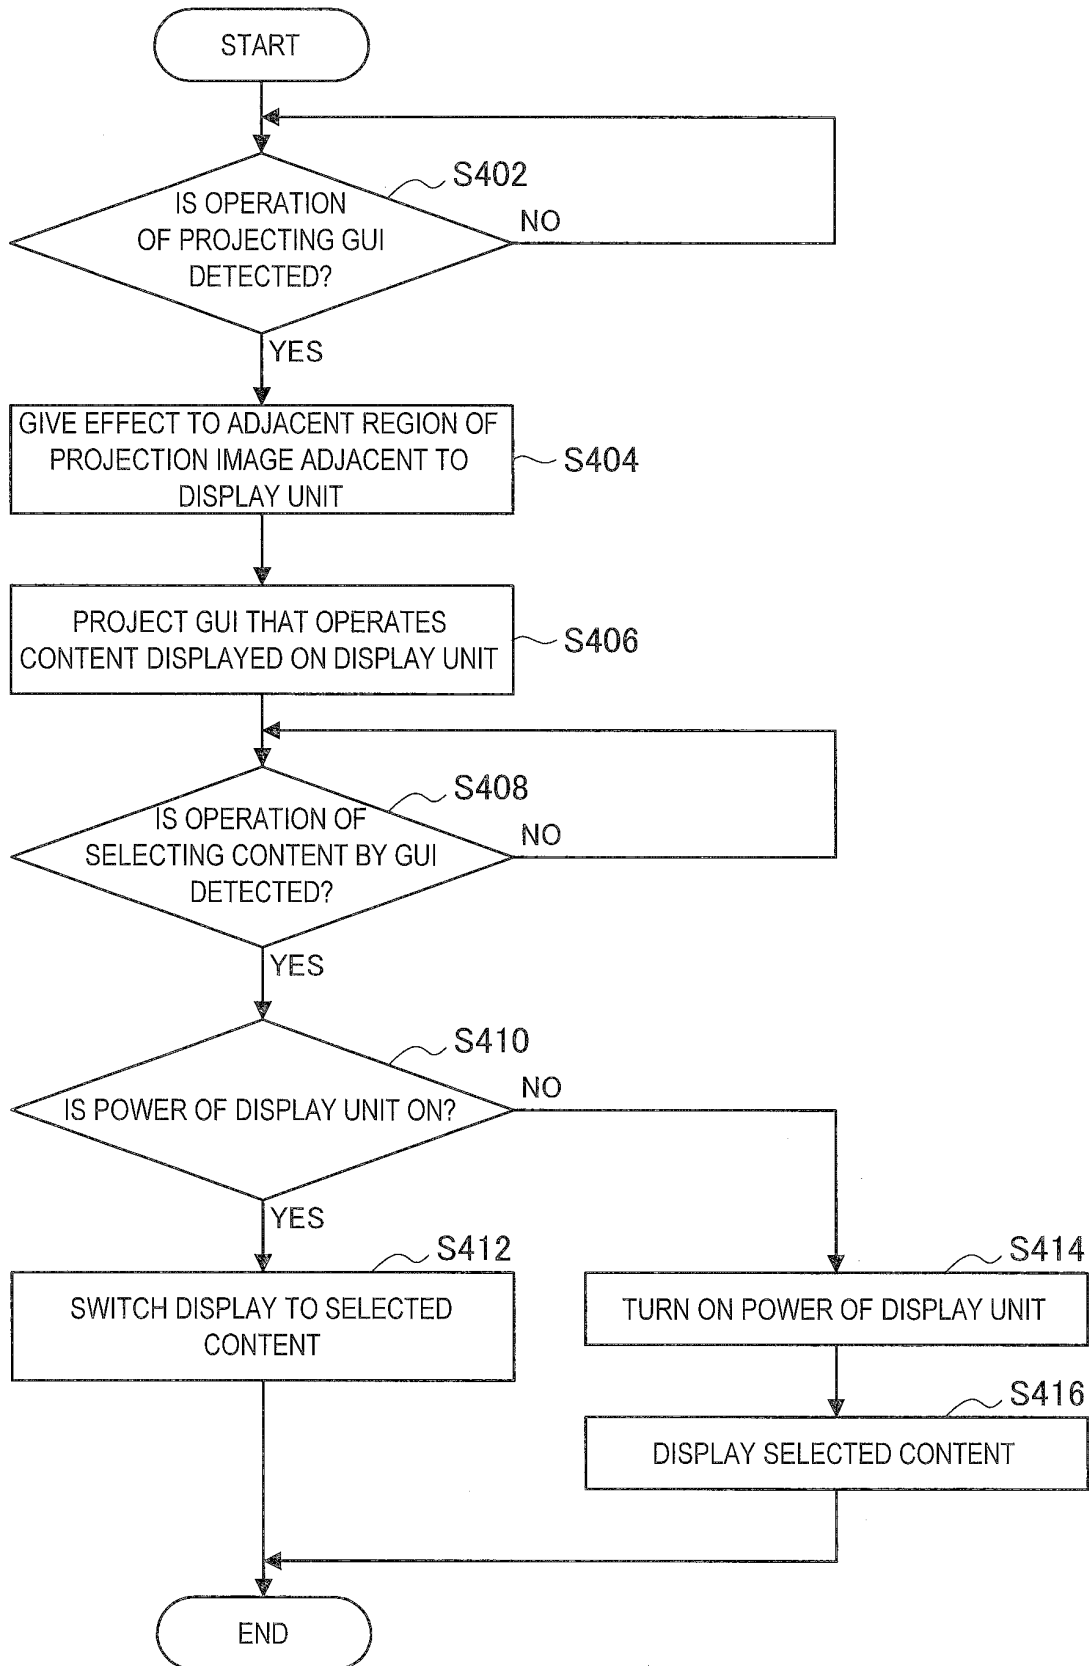 START
S402
IS OPERATION
OF PROJECTING GUI
DETECTED?
NO
YES
GIVE EFFECT TO ADJACENT REGION OF
PROJECTION IMAGE ADJACENT TO
DISPLAY UNIT
S404
PROJECT GUI THAT OPERATES
CONTENT DISPLAYED ON DISPLAY UNIT
S406
S408
IS OPERATION OF
SELECTING CONTENT BY GUI
DETECTED?
NO
YES
S410
IS POWER OF DISPLAY UNIT ON?
NO
YES
S412
SWITCH DISPLAY TO SELECTED
CONTENT
S414
TURN ON POWER OF DISPLAY UNIT
S416
DISPLAY SELECTED CONTENT
END